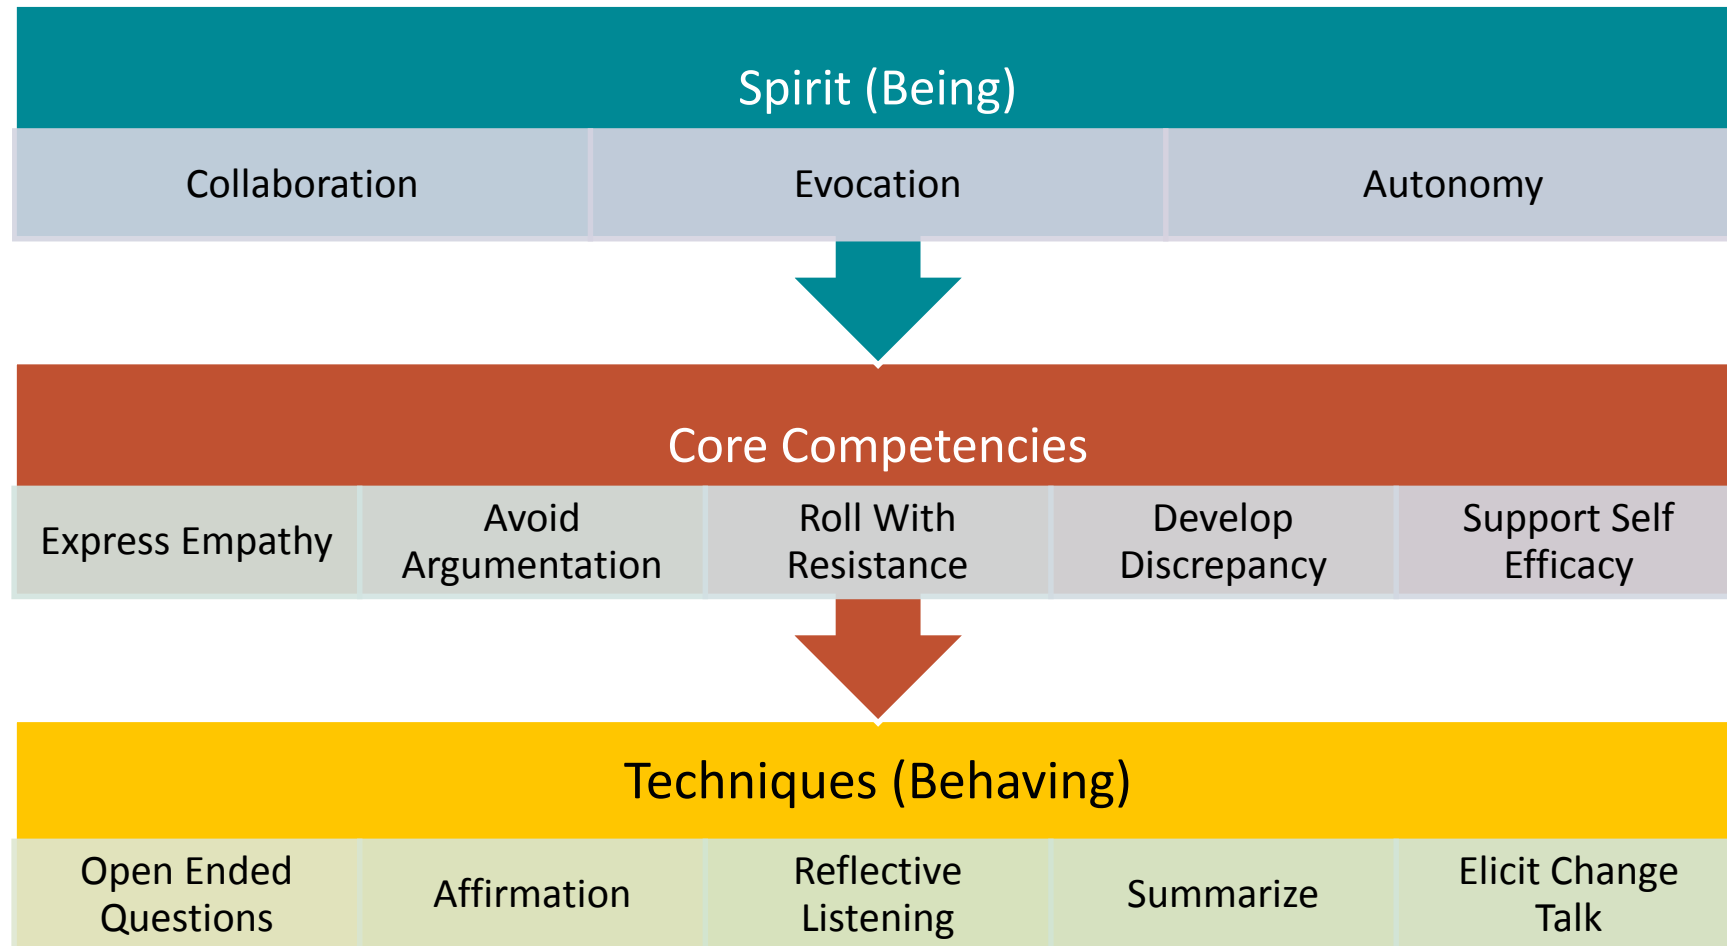 Spirit (Being)
Collaboration
Evocation
Autonomy
Core Competencies
Express Empathy
Avoid
Argumentation
Roll With
Resistance
Develop
Discrepancy
Support Self
Efficacy
Techniques (Behaving)
Open Ended
Questions
Affirmation
Reflective
Listening
Summarize
Elicit Change
Talk